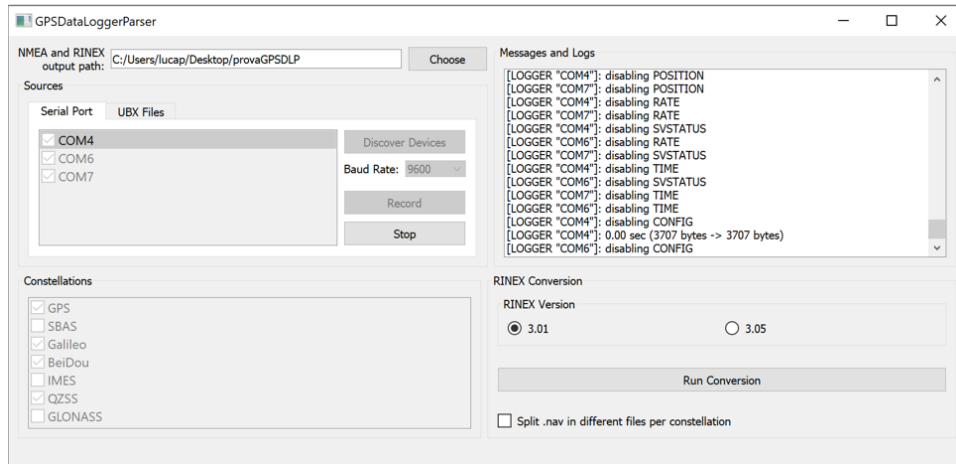 GPSDataLoggerParser
NMEA and RINEX
output path:
C:/Users/lucap/Desktop/provaGPSDLP
Choose
Sources
Serial Port
UBX Files
COM4
COM6
COM7
Discover Devices
Baud Rate:
9600
Record
Stop
Messages and Logs
[LOGGER "COM4"]: disabling POSITION
[LOGGER "COM7"]: disabling POSITION
[LOGGER "COM4"]: disabling RATE
[LOGGER "COM7"]: disabling RATE
[LOGGER "COM4"]: disabling SVSTATUS
[LOGGER "COM6"]: disabling RATE
[LOGGER "COM7"]: disabling SVSTATUS
[LOGGER "COM4"]: disabling TIME
[LOGGER "COM6"]: disabling SVSTATUS
[LOGGER "COM7"]: disabling TIME
[LOGGER "COM6"]: disabling TIME
[LOGGER "COM4"]: disabling CONFIG
[LOGGER "COM4"]: 0.00 sec (3707 bytes -> 3707 bytes)
[LOGGER "COM6"]: disabling CONFIG
Constellations
GPS
SBAS
Galileo
BeiDou
IMES
QZSS
GLONASS
RINEX Conversion
RINEX Version
3.01
3.05
Run Conversion
Split .nav in different files per constellation